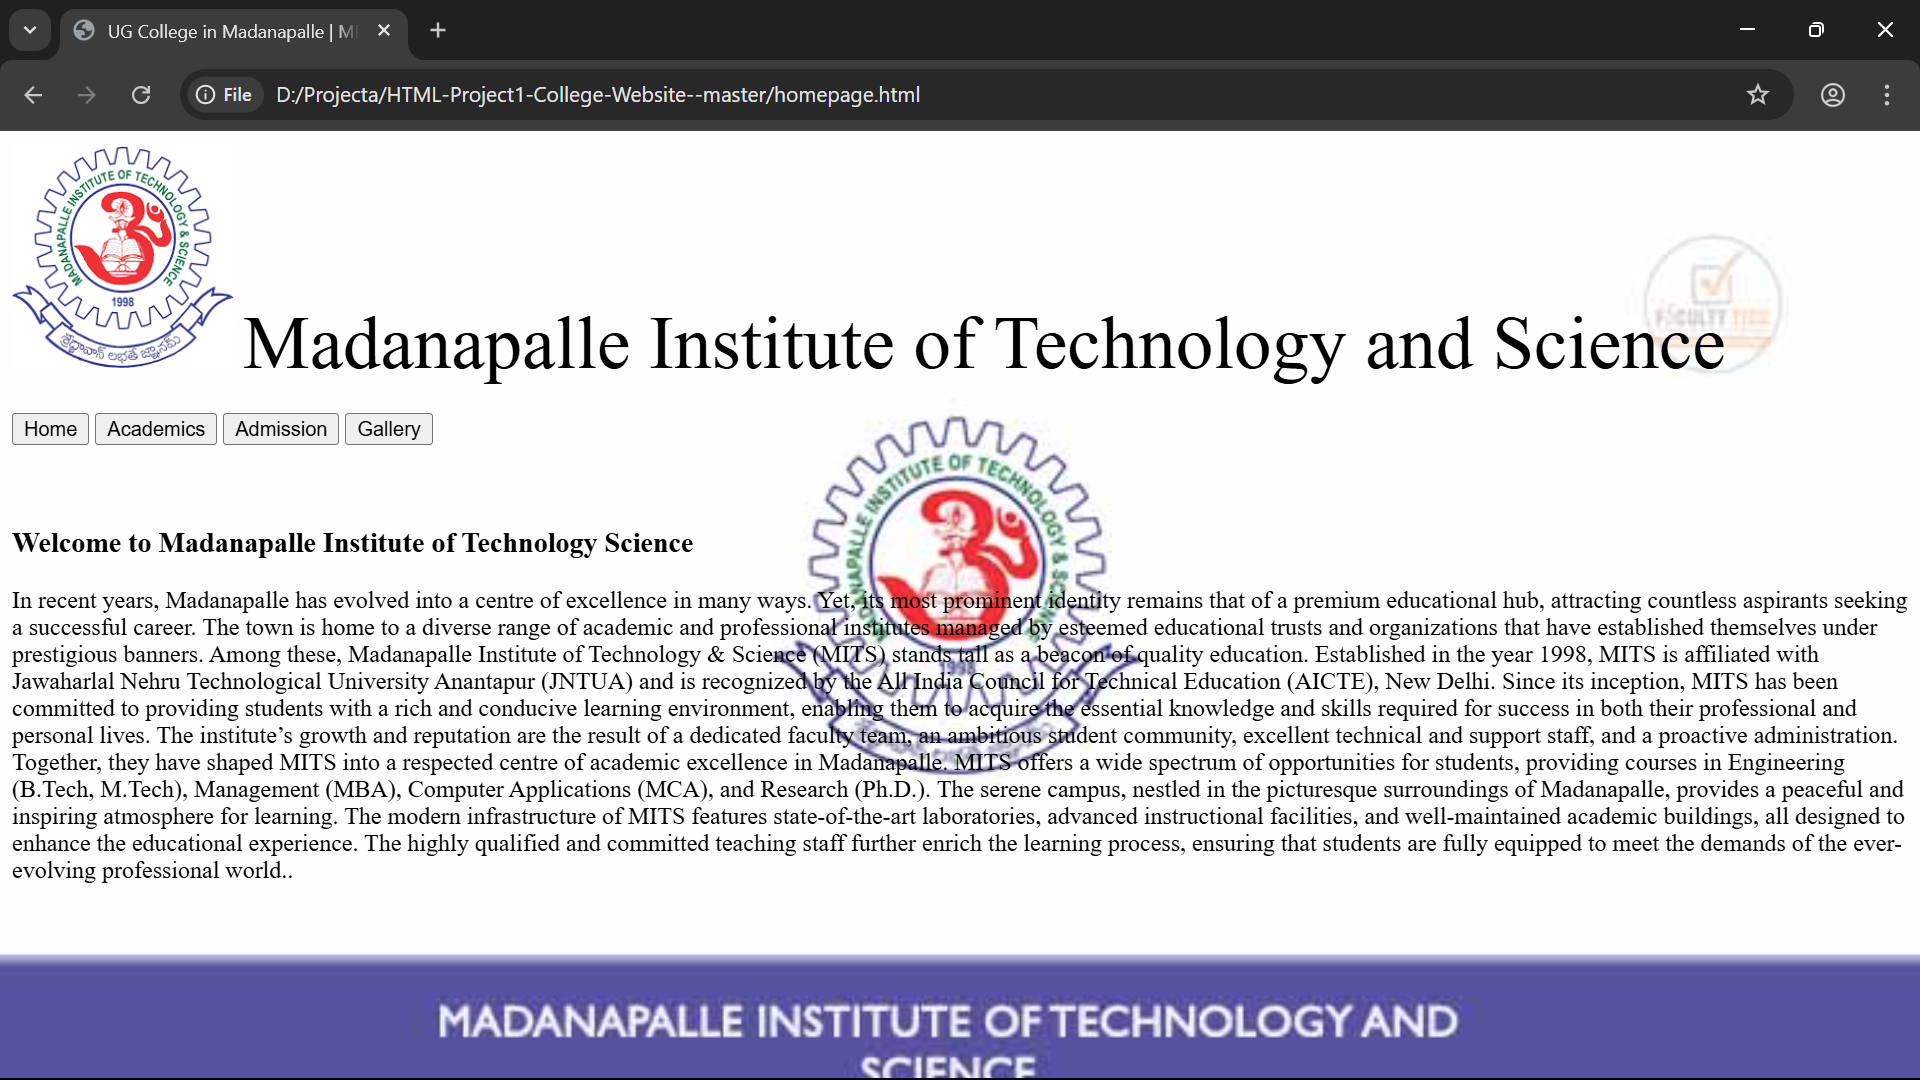 UG College in Madanapalle | MI
File D:/Projecta/HTML-Project1-College-Website--master/homepage.html
MADANAPALLE INSTITUTE OF TECHNOLOGY & SCIENCE
1998
Madanapalle Institute of Technology and Science
FACULTY TICK
Home Academics Admission Gallery
MADANAPALLE INSTITUTE OF TECHNOLOGY & SCIENCE
1998
Welcome to Madanapalle Institute of Technology Science
In recent years, Madanapalle has evolved into a centre of excellence in many ways. Yet, its most prominent identity remains that of a premium educational hub, attracting countless aspirants seeking
a successful career. The town is home to a diverse range of academic and professional institutes managed by esteemed educational trusts and organizations that have established themselves under
prestigious banners. Among these, Madanapalle Institute of Technology & Science (MITS) stands tall as a beacon of quality education. Established in the year 1998, MITS is affiliated with
Jawaharlal Nehru Technological University Anantapur (JNTUA) and is recognized by the All India Council for Technical Education (AICTE), New Delhi. Since its inception, MITS has been
committed to providing students with a rich and conducive learning environment, enabling them to acquire the essential knowledge and skills required for success in both their professional and
personal lives. The institute’s growth and reputation are the result of a dedicated faculty team, an ambitious student community, excellent technical and support staff, and a proactive administration.
Together, they have shaped MITS into a respected centre of academic excellence in Madanapalle. MITS offers a wide spectrum of opportunities for students, providing courses in Engineering
(B.Tech, M.Tech), Management (MBA), Computer Applications (MCA), and Research (Ph.D.). The serene campus, nestled in the picturesque surroundings of Madanapalle, provides a peaceful and
inspiring atmosphere for learning. The modern infrastructure of MITS features state-of-the-art laboratories, advanced instructional facilities, and well-maintained academic buildings, all designed to
enhance the educational experience. The highly qualified and committed teaching staff further enrich the learning process, ensuring that students are fully equipped to meet the demands of the ever-
evolving professional world..
MADANAPALLE INSTITUTE OF TECHNOLOGY AND
SCIENCE